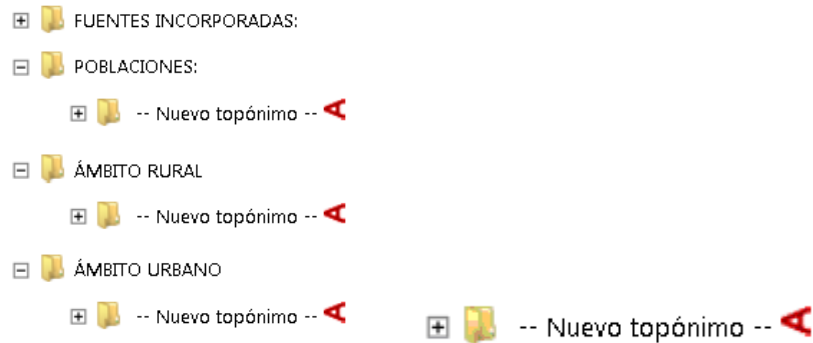 FUENTES INCORPORADAS:
POBLACIONES:
-- Nuevo topónimo --
ÁMBITO RURAL
-- Nuevo topónimo --
ÁMBITO URBANO
-- Nuevo topónimo --
-- Nuevo topónimo --